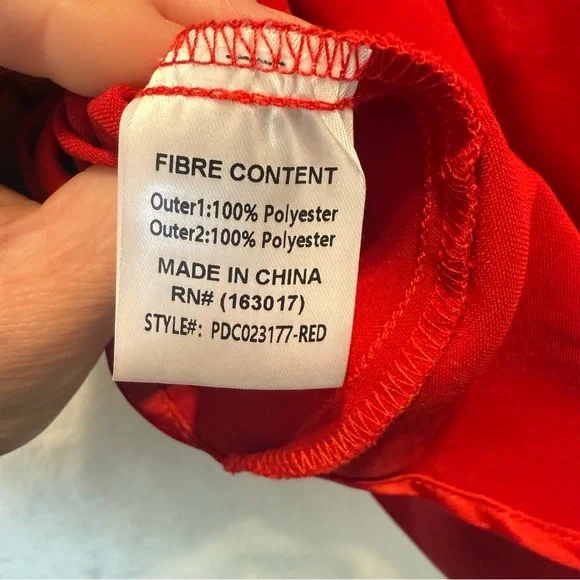 FIBRE CONTENT
Outer1:100% Polyester
Outer2:100% Polyester
MADE IN CHINA
RN# (163017)
STYLE#: PDC023177-RED